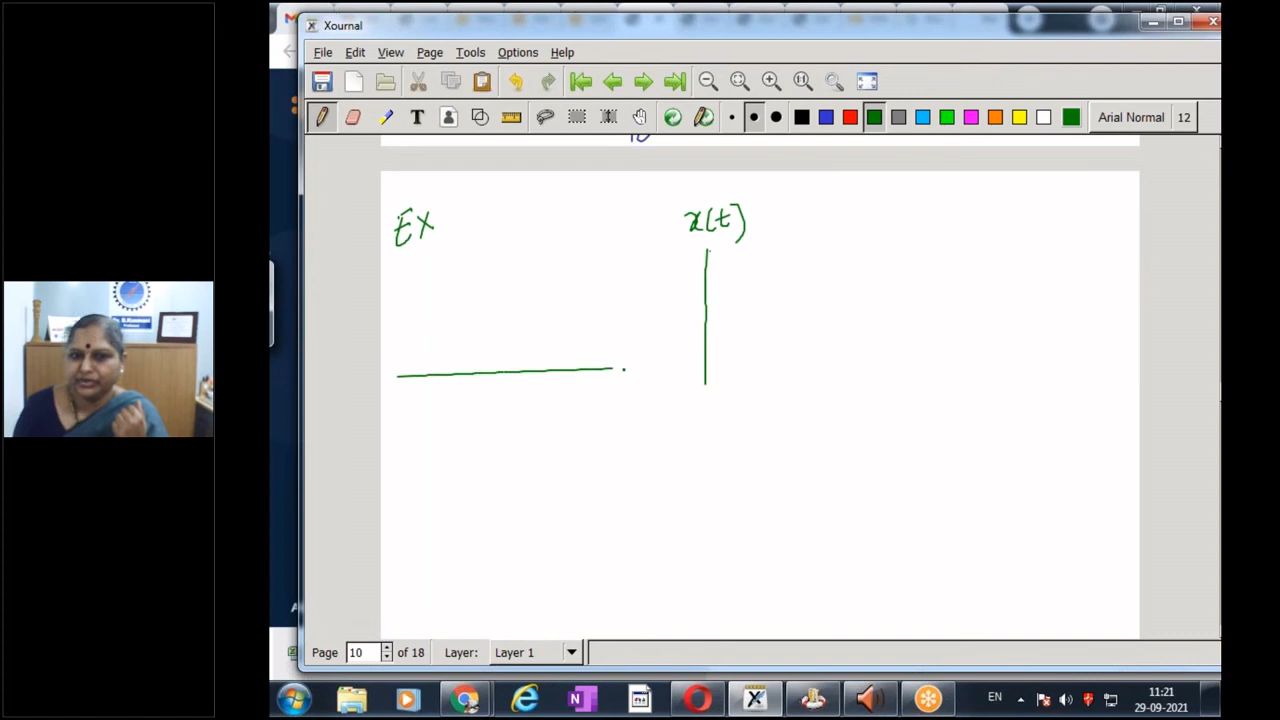 Xournal
File Edit View Page Tools Options Help
Arial Normal 12
10
EX
x(t)
Page 10 of 18 Layer: Layer 1
EN
11:21
29-09-2021